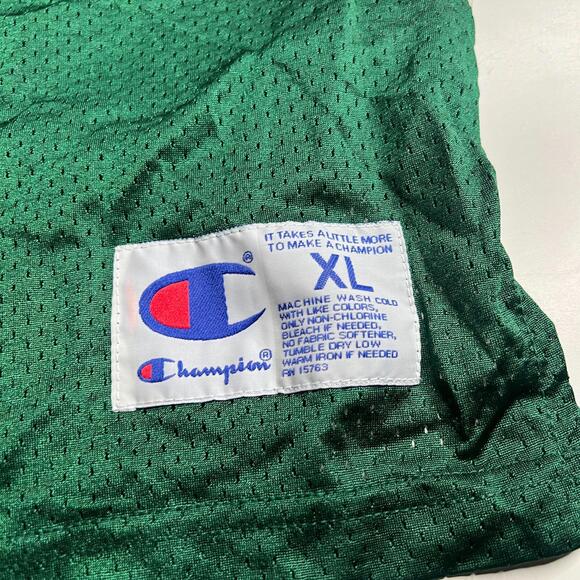 Champion®
®
IT TAKES A LITTLE MORE
TO MAKE A CHAMPION
XL
MACHINE WASH COLD
WITH LIKE COLORS,
ONLY NON-CHLORINE
BLEACH IF NEEDED,
NO FABRIC SOFTENER,
TUMBLE DRY LOW
WARM IRON IF NEEDED
RN 15763